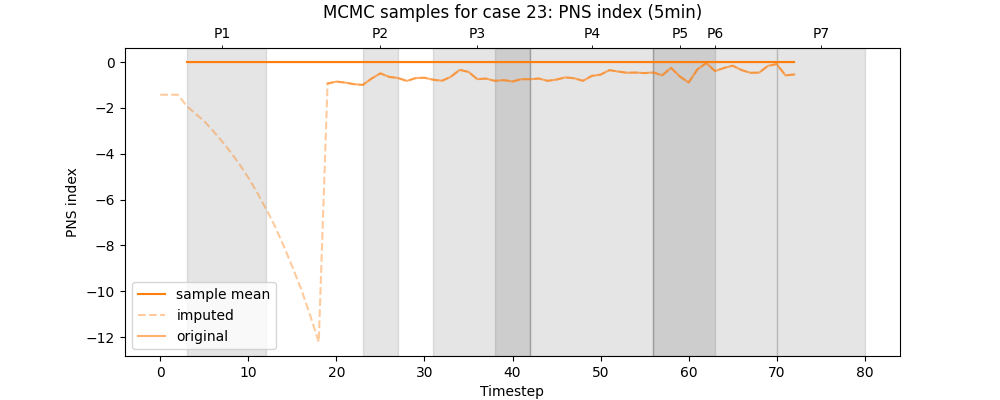 MCMC samples for case 23: PNS index (5min)
P1 P2 P3 P4 P5 P6 P7
0
−2
−4
−6
−8
−10
−12
PNS index
sample mean
imputed
original
0 10 20 30 40 50 60 70 80
Timestep